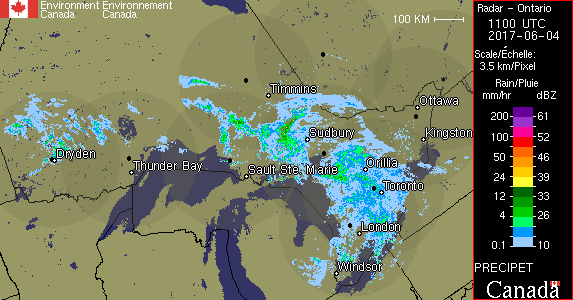 Environment Environnement
Canada Canada
100 KM
Timmins
Ottawa
Sudbury
Kingston
Dryden
Thunder Bay
Sault Ste. Marie
Orillia
Toronto
London
Windsor
Radar - Ontario
1100 UTC
2017-06-04
Scale/Échelle:
3.5 km/Pixel
Rain/Pluie
mm/hr dBZ
200 61
100 52
50 46
24 39
12 33
4 26
0.1 10
PRECIPET
Canada